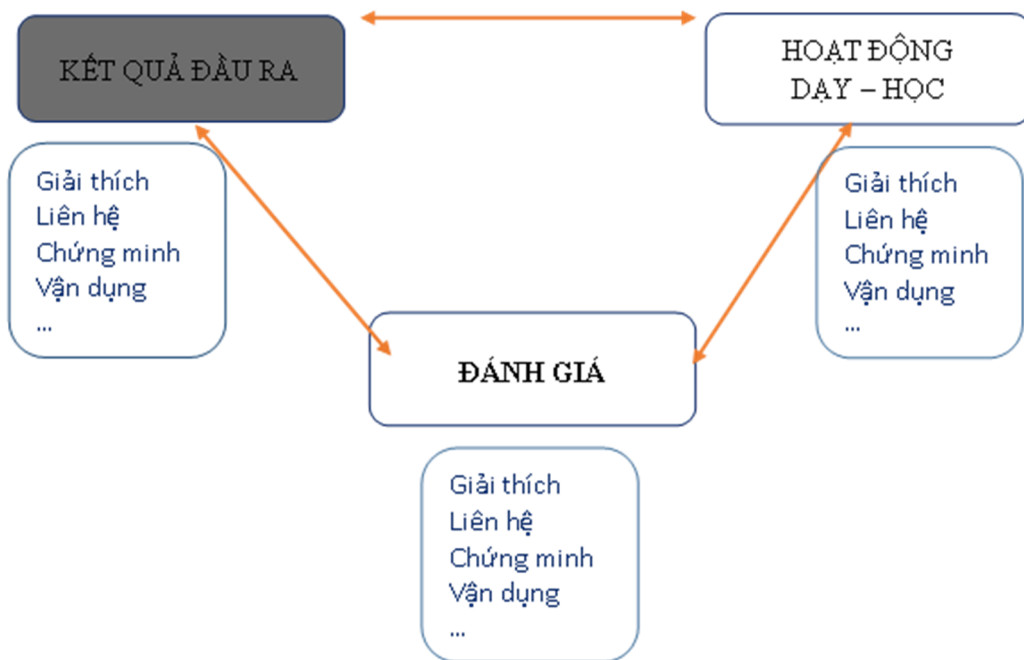 KẾT QUẢ ĐẦU RA
HOẠT ĐỘNG
DẠY – HỌC
Giải thích
Liên hệ
Chứng minh
Vận dụng
...
Giải thích
Liên hệ
Chứng minh
Vận dụng
...
ĐÁNH GIÁ
Giải thích
Liên hệ
Chứng minh
Vận dụng
...